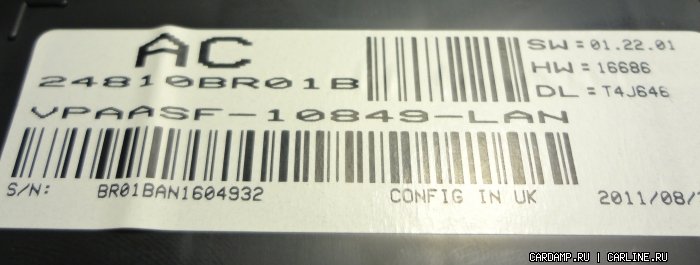 AC
24810BR01B
SW = 01.22.01
HW = 16686
DL = T4J646
VPAASF-10849-LAN
S/N: BR01BAN1604932 CONFIG IN UK 2011/08/
CARDAMP.RU | CARLINE.RU